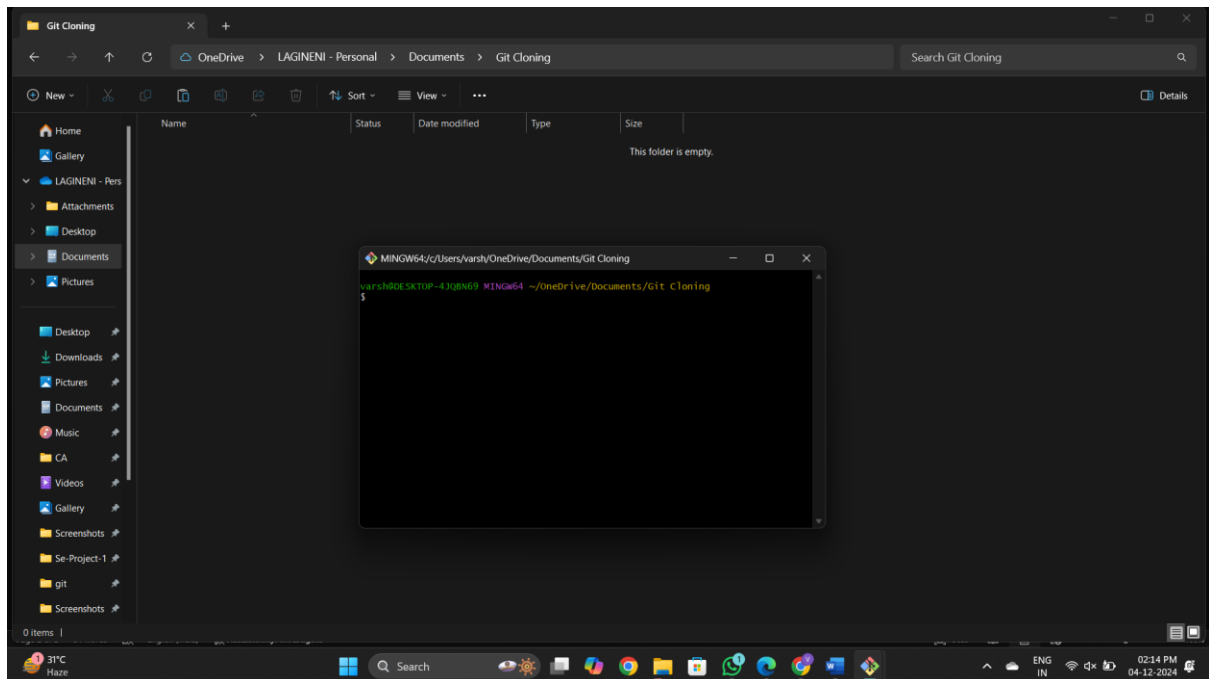 Git Cloning
OneDrive > LAGINENI - Personal > Documents > Git Cloning
Search Git Cloning
New
Sort
View
Details
Name Status Date modified Type Size
This folder is empty.
Home
Gallery
LAGINENI - Pers
Attachments
Desktop
Documents
Pictures
Desktop
Downloads
Pictures
Documents
Music
CA
Videos
Gallery
Screenshots
Se-Project-1
git
Screenshots
MINGW64:/c/Users/varsh/OneDrive/Documents/Git Cloning
varsh@DESKTOP-4JQBN69 MINGW64 ~/OneDrive/Documents/Git Cloning
$
0 items
1
31°C
Haze
Search
ENG
IN
02:14 PM
04-12-2024